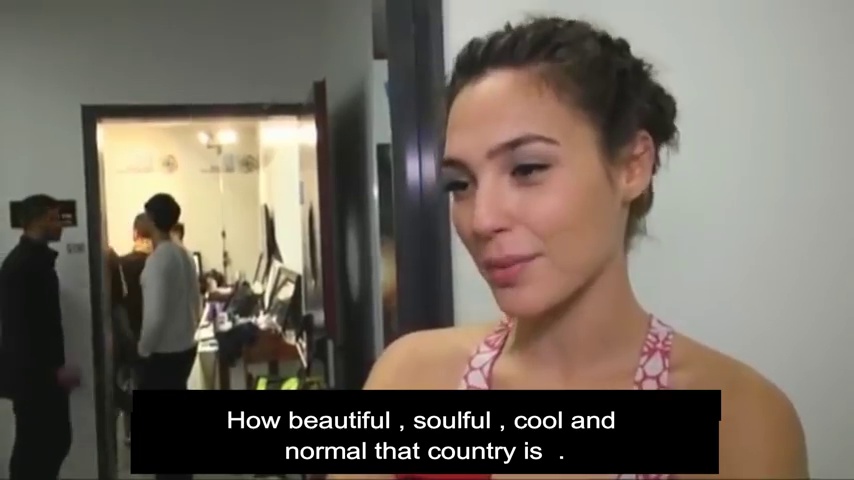 How beautiful , soulful , cool and
normal that country is  .